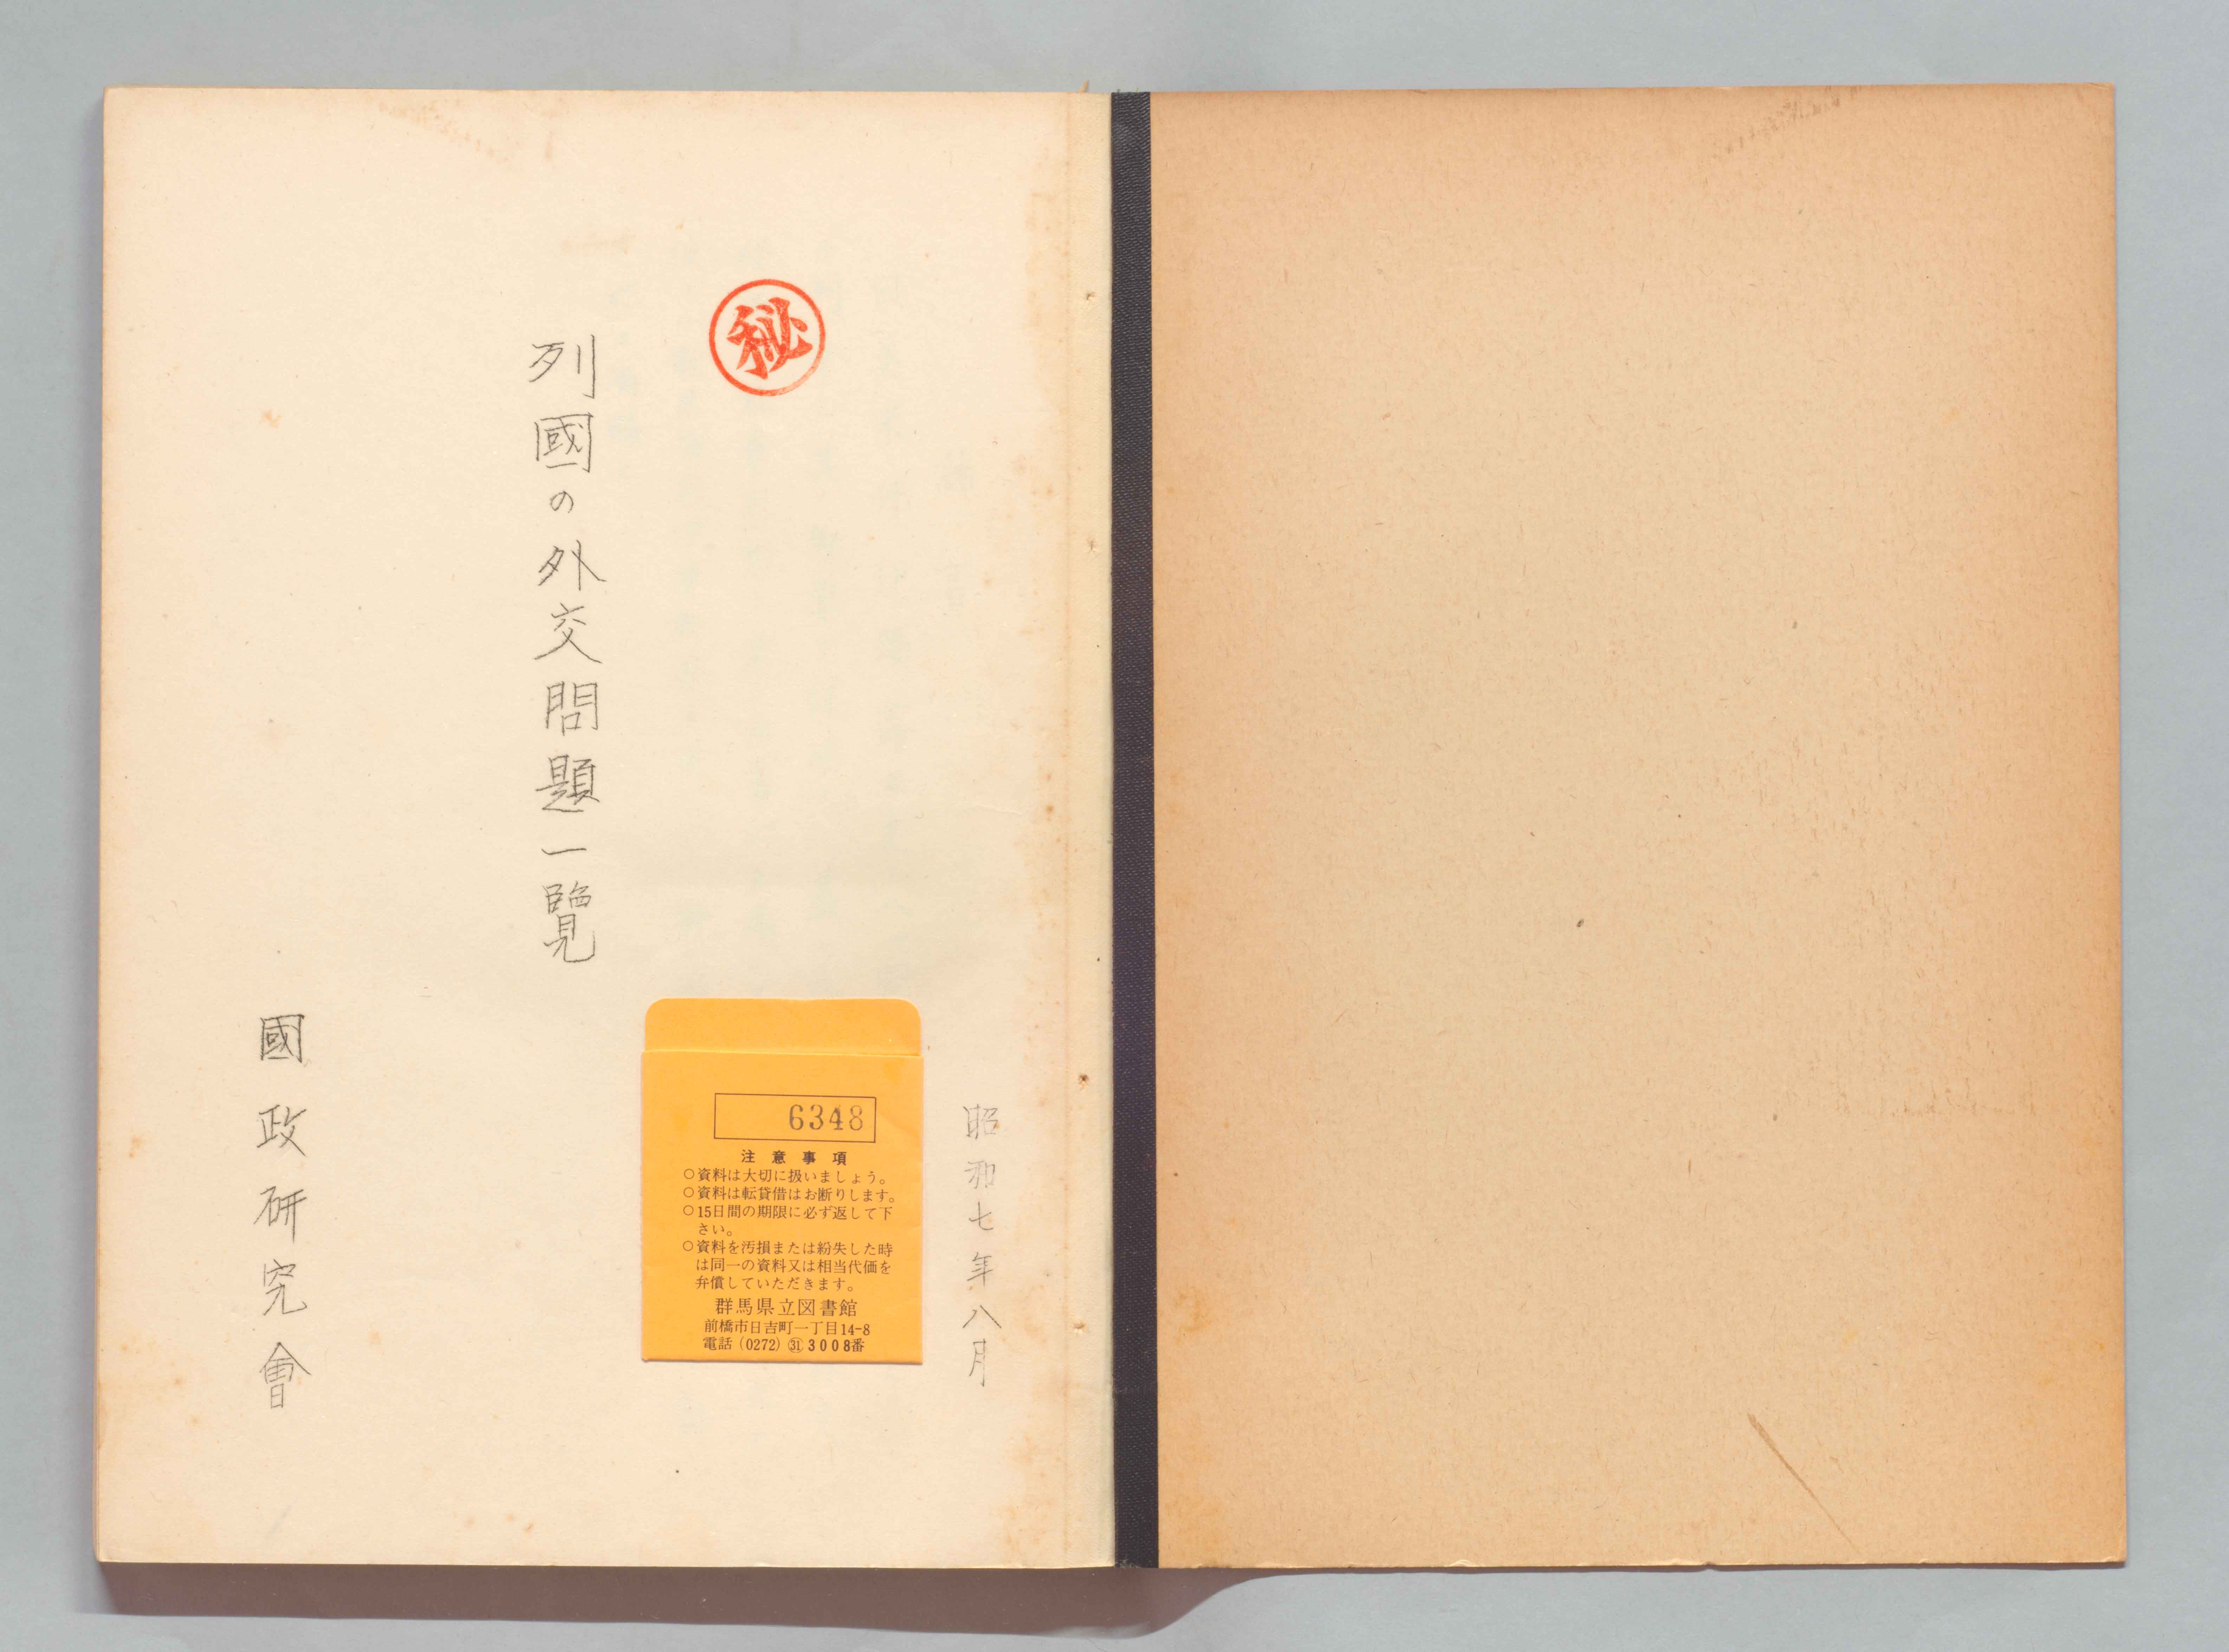 ㊙
昭和七年八月
列國の外交問題一覽
國政研究會
6348
注意事項
○資料は大切に扱いましょう。
○資料は転貸借はお断りします。
○15日間の期限に必ず返して下
さい。
○資料を汚損または紛失した時
は同一の資料又は相当代価を
弁償していただきます。
群馬県立図書館
前橋市日吉町一丁目14-8
電話(0272)㉛3008番